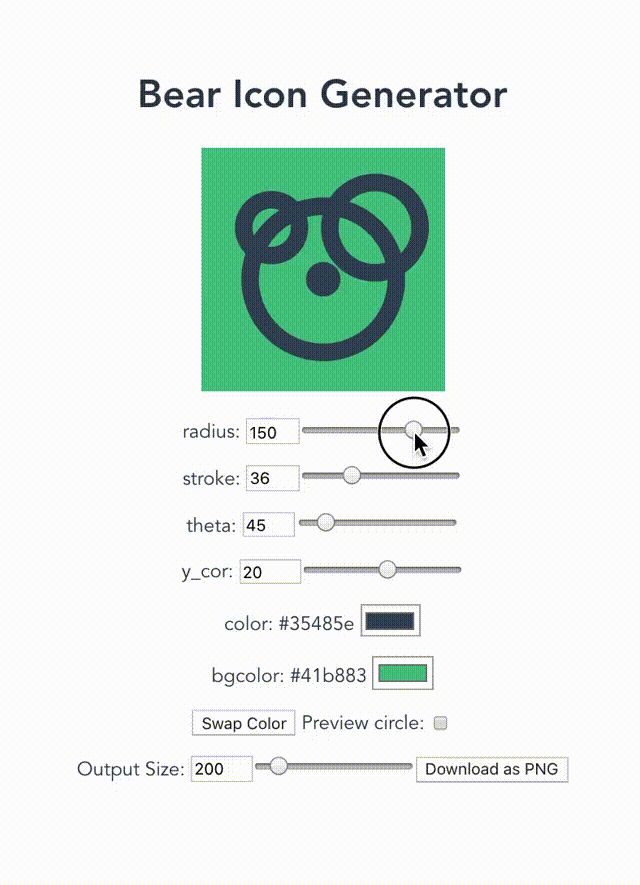 Bear Icon Generator
radius: 150
stroke: 36
theta: 45
y_cor: 20
color: #35485e
bgcolor: #41b883
Swap Color Preview circle:
Output Size: 200 Download as PNG